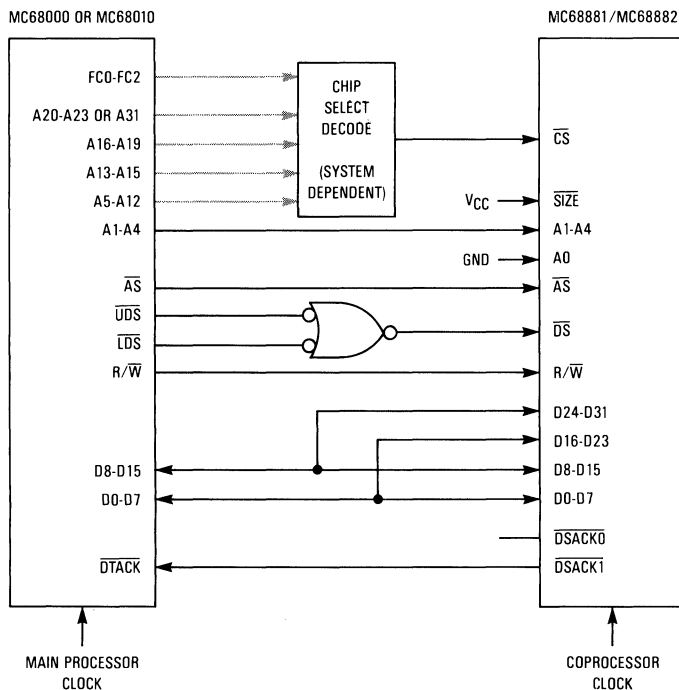 MC68000 OR MC68010
MC68881/MC68882
FC0-FC2
A20-A23 OR A31
A16-A19
A13-A15
A5-A12
A1-A4
AS
UDS
LDS
R/W
D8-D15
D0-D7
DTACK
CHIP
SELECT
DECODE
(SYSTEM
DEPENDENT)
VCC
GND
CS
SIZE
A1-A4
A0
AS
DS
R/W
D24-D31
D16-D23
D8-D15
D0-D7
DSACK0
DSACK1
MAIN PROCESSOR
CLOCK
COPROCESSOR
CLOCK